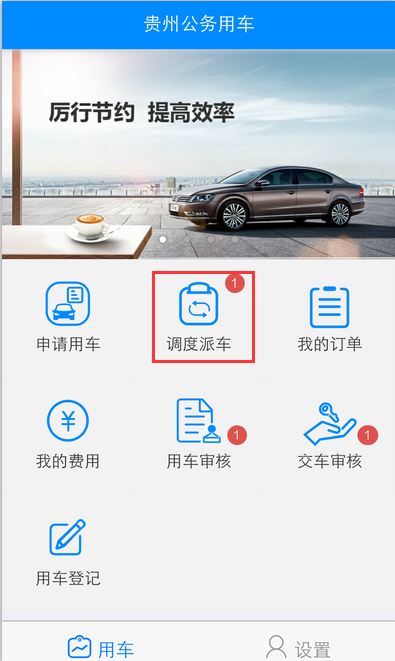 贵州公务用车
厉行节约 提高效率
1
申请用车
调度派车
我的订单
¥
1
1
我的费用
用车审核
交车审核
用车登记
用车
设置